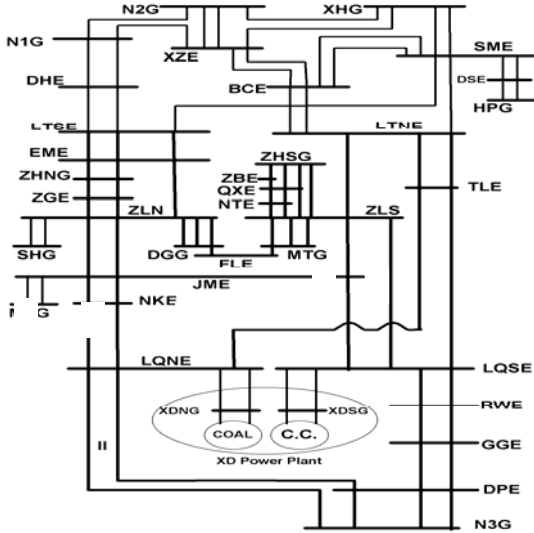 N2G
XHG
N1G
XZE
SME
DHE
BCE
DSE
HPG
LTNE
EME
ZHSG
ZHNG
ZBE
TLE
QXE
ZGE
NTE
ZLN
ZLS
SHG
DGG
FLE
MTG
JME
NKE
LQNE
LQSE
XDNG
XDSG
RWE
COAL
C.C.
GGE
II
XD Power Plant
DPE
N3G